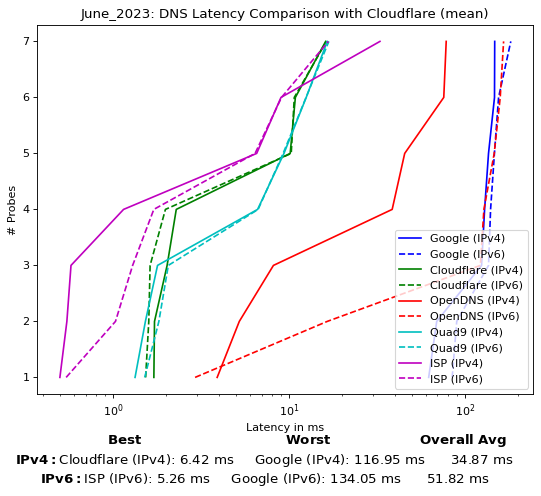 June_2023: DNS Latency Comparison with Cloudflare (mean)
7
6
5
4
3
2
1
# Probes
Google (IPv4)
Google (IPv6)
Cloudflare (IPv4)
Cloudflare (IPv6)
OpenDNS (IPv4)
OpenDNS (IPv6)
Quad9 (IPv4)
Quad9 (IPv6)
ISP (IPv4)
ISP (IPv6)
10⁰ 10¹ 10²
Latency in ms
Best Worst Overall Avg
IPv4: Cloudflare (IPv4): 6.42 ms Google (IPv4): 116.95 ms 34.87 ms
IPv6: ISP (IPv6): 5.26 ms Google (IPv6): 134.05 ms 51.82 ms